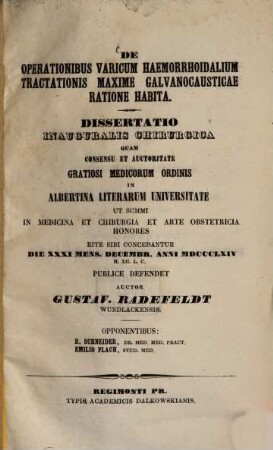 DE
OPERATIONIBUS VARICUM HAEMORRHOIDALIUM
TRACTATIONIS MAXIME GALVANOCAUSTICAE
RATIONE HABITA.
DISSERTATIO
INAUGURALIS CHIRURGICA
QUAM
CONSENSU ET AUCTORITATE
GRATIOSI MEDICORUM ORDINIS
IN
ALBERTINA LITERARUM UNIVERSITATE
UT SUMMI
IN MEDICINA ET CHIRURGIA ET ARTE OBSTETRICIA
HONORES
RITE SIBI CONCEDANTUR
DIE XXXI MENS. DECEMBR. ANNI MDCCCLXIV
H. XII. L. C.
PUBLICE DEFENDET
AUCTOR
GUSTAV. RADEFELDT
WUNDLACKENSIS.
OPPONENTIBUS:
B. SCHNEIDER, DR. MED. MED. PRACT.
EMILIO FLACH, STUD. MED.
REGIMONTI PR.
TYPIS ACADEMICIS DALKOWSKIANIS.